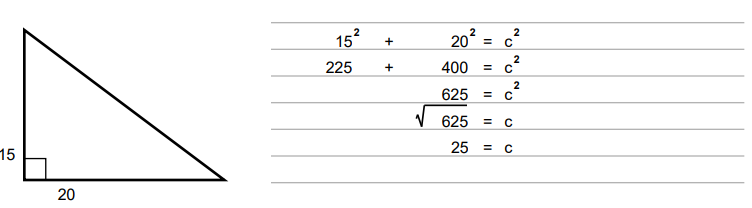 15² + 20² = c²
225 + 400 = c²
625 = c²
√625 = c
25 = c
15
20